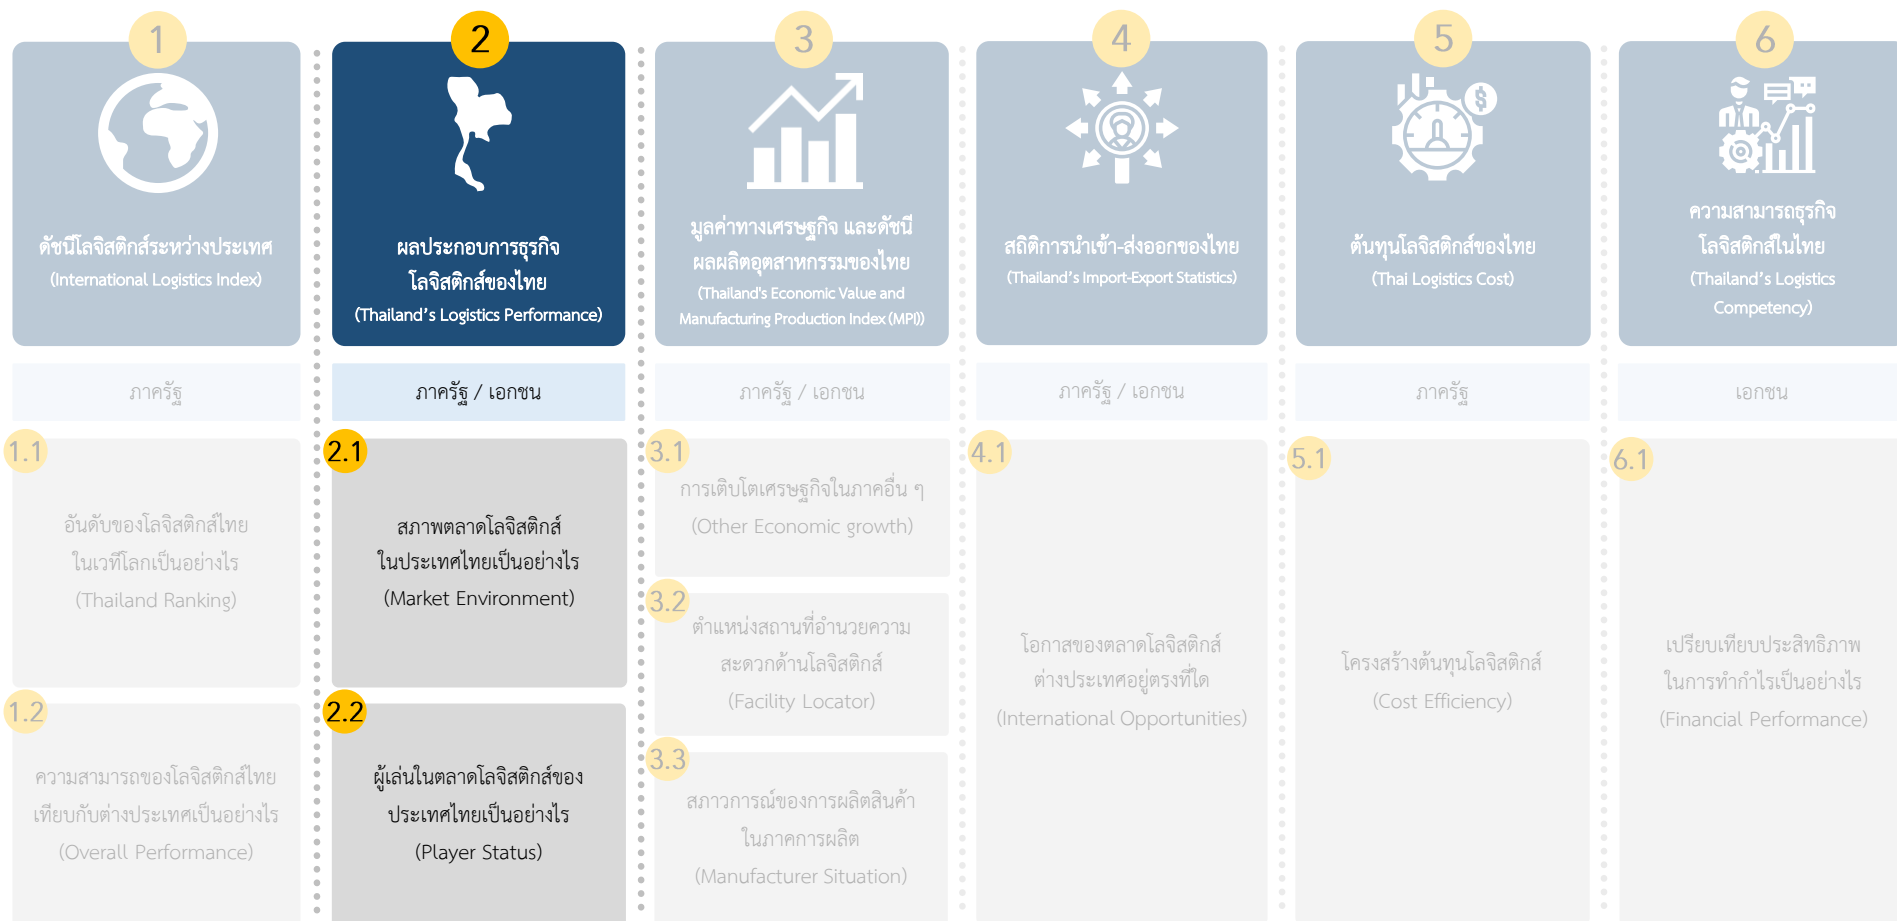 1
ดัชนีโลจิสติกส์ระหว่างประเทศ
(International Logistics Index)
ภาครัฐ
1.1
อันดับของโลจิสติกส์ไทย
ในเวทีโลกเป็นอย่างไร
(Thailand Ranking)
1.2
ความสามารถของโลจิสติกส์ไทย
เทียบกับต่างประเทศเป็นอย่างไร
(Overall Performance)
2
ผลประกอบการธุรกิจ
โลจิสติกส์ของไทย
(Thailand's Logistics Performance)
ภาครัฐ / เอกชน
2.1
สภาพตลาดโลจิสติกส์
ในประเทศไทยเป็นอย่างไร
(Market Environment)
2.2
ผู้เล่นในตลาดโลจิสติกส์ของ
ประเทศไทยเป็นอย่างไร
(Player Status)
3
มูลค่าทางเศรษฐกิจ และดัชนี
ผลผลิตอุตสาหกรรมของไทย
(Thailand's Economic Value and
Manufacturing Production Index (MPI))
ภาครัฐ / เอกชน
3.1
การเติบโตเศรษฐกิจในภาคอื่น ๆ
(Other Economic growth)
3.2
ตำแหน่งสถานที่อำนวยความ
สะดวกด้านโลจิสติกส์
(Facility Locator)
3.3
สภาวการณ์ของการผลิตสินค้า
ในภาคการผลิต
(Manufacturer Situation)
4
สถิติการนำเข้า-ส่งออกของไทย
(Thailand's Import-Export Statistics)
ภาครัฐ / เอกชน
4.1
โอกาสของตลาดโลจิสติกส์
ต่างประเทศอยู่ตรงที่ใด
(International Opportunities)
5
$
ต้นทุนโลจิสติกส์ของไทย
(Thai Logistics Cost)
ภาครัฐ
5.1
โครงสร้างต้นทุนโลจิสติกส์
(Cost Efficiency)
6
ความสามารถธุรกิจ
โลจิสติกส์ในไทย
(Thailand's Logistics
Competency)
เอกชน
6.1
เปรียบเทียบประสิทธิภาพ
ในการทำกำไรเป็นอย่างไร
(Financial Performance)